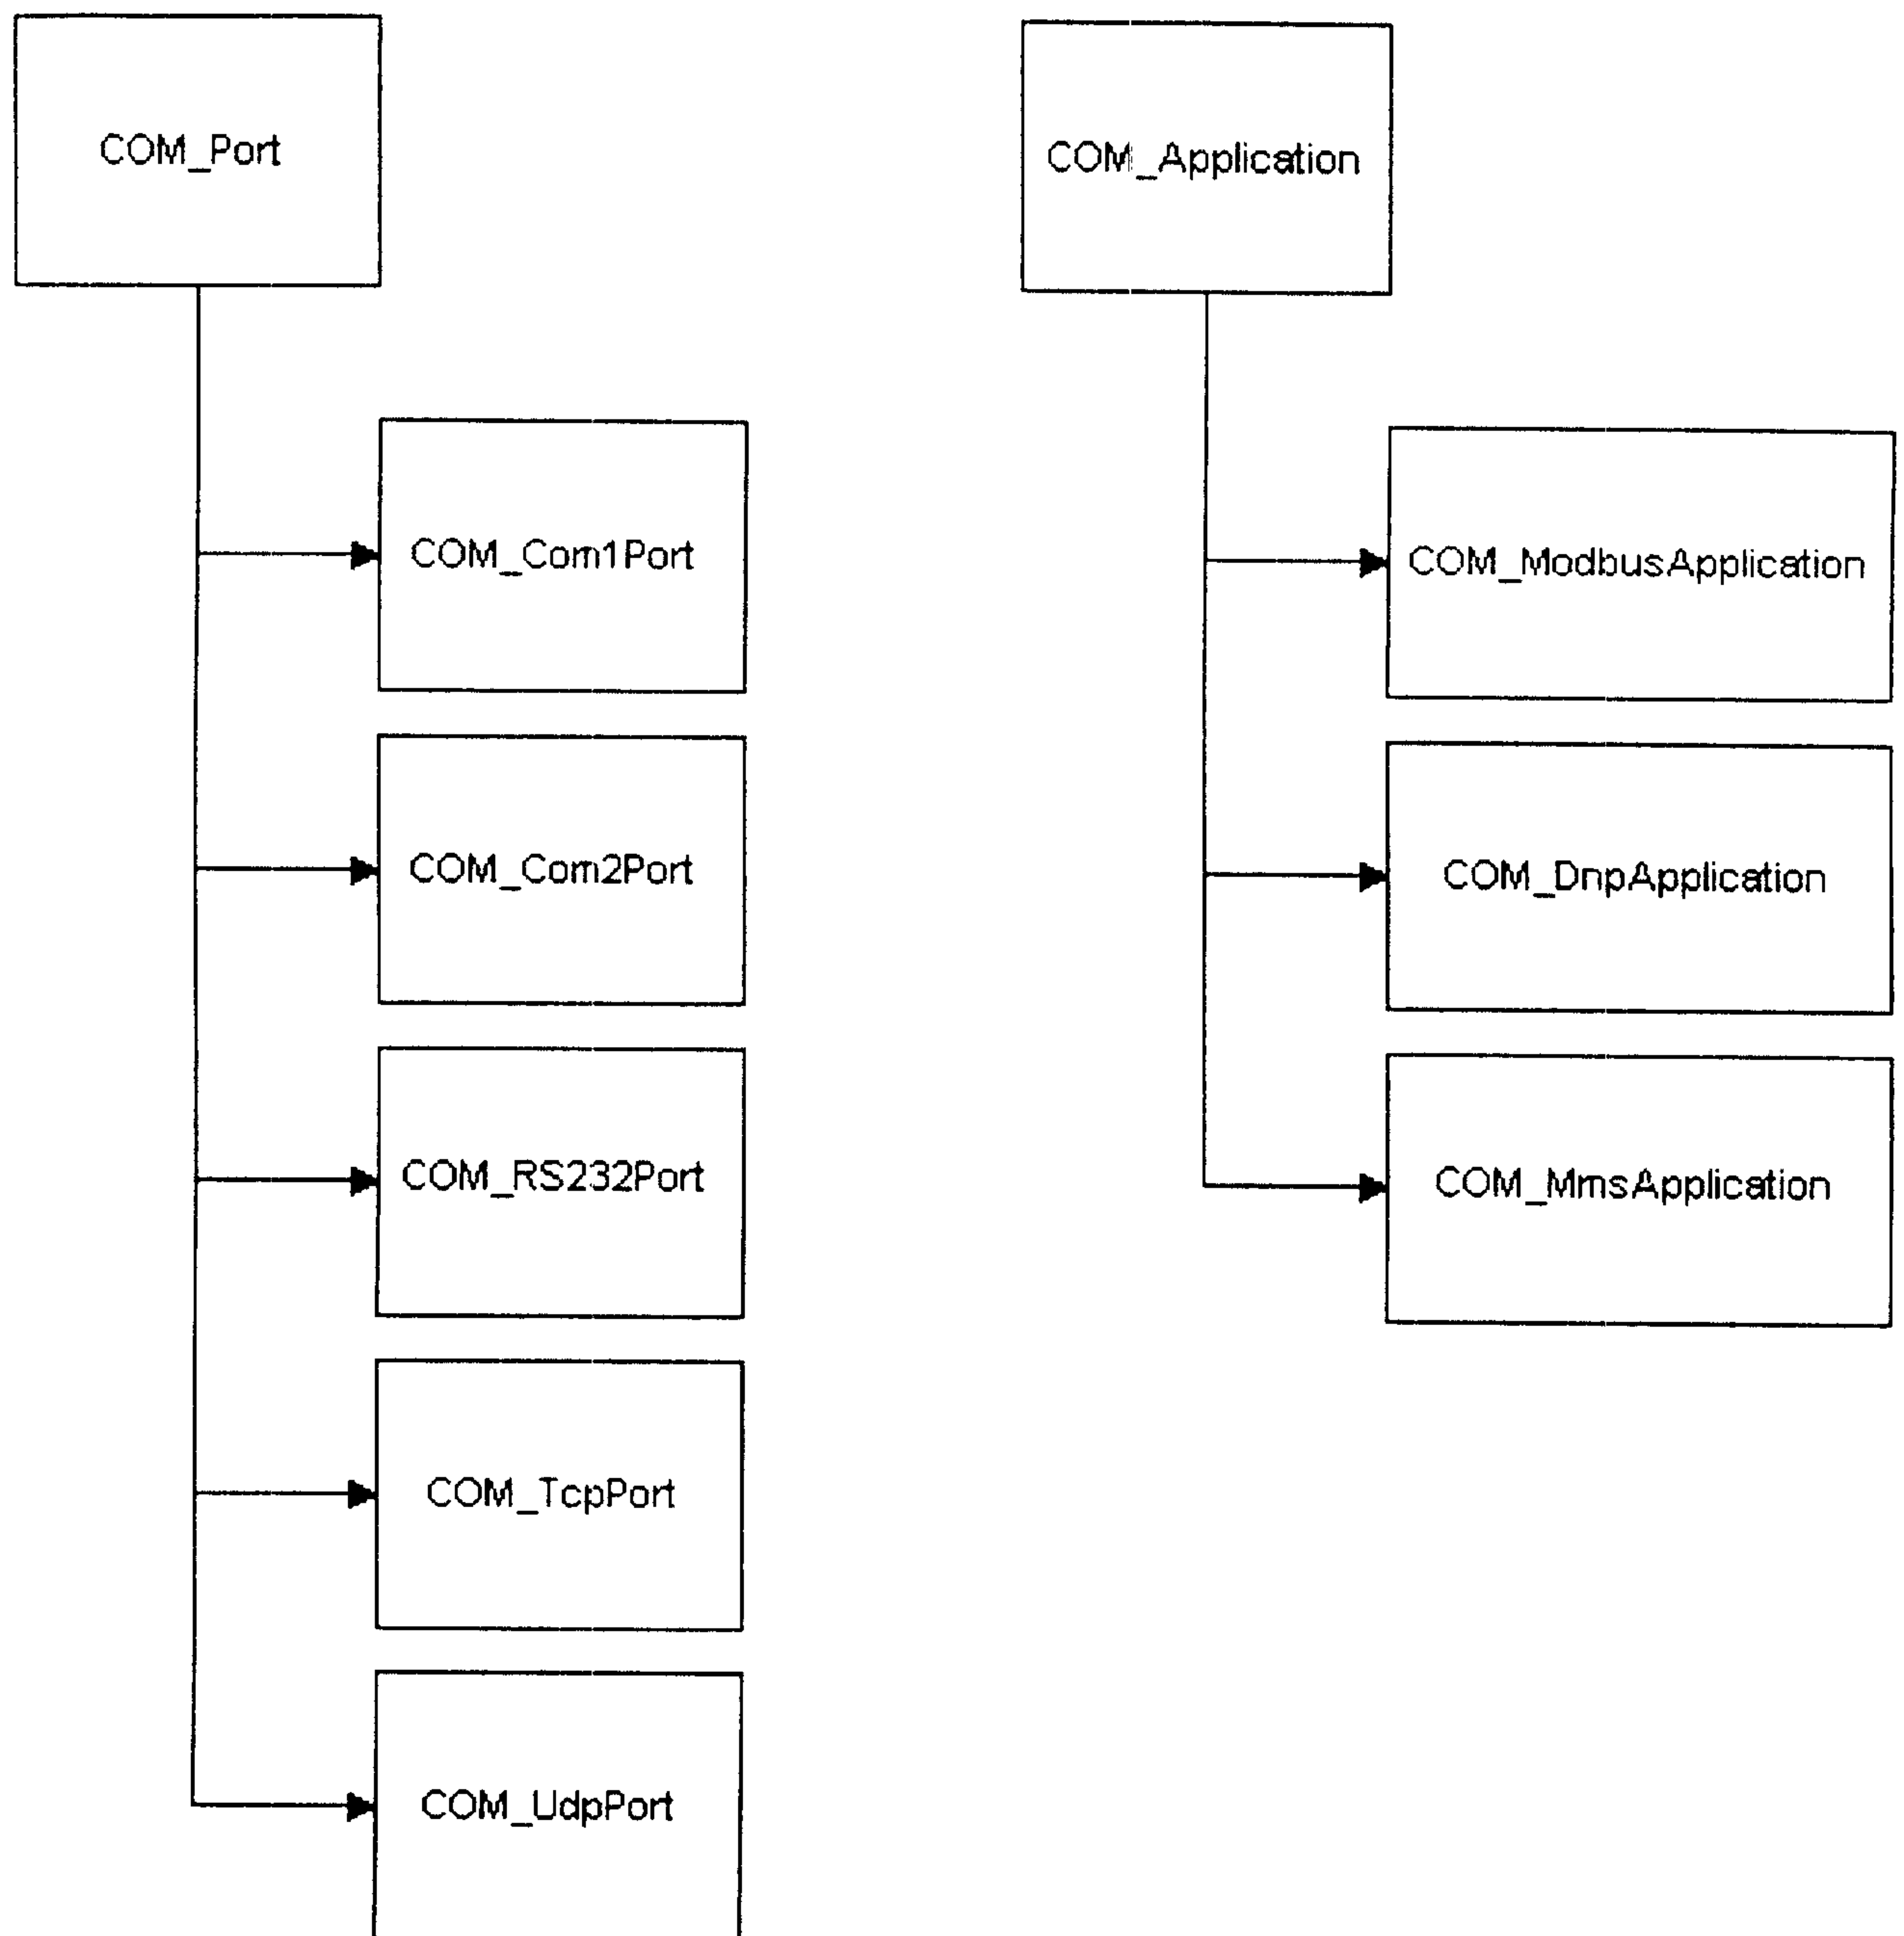 COM_Port
COM_Application
COM_Com1Port
COM_ModbusApplication
COM_Com2Port
COM_DnpApplication
COM_RS232Port
COM_MmsApplication
COM_TcpPort
COM_UdpPort